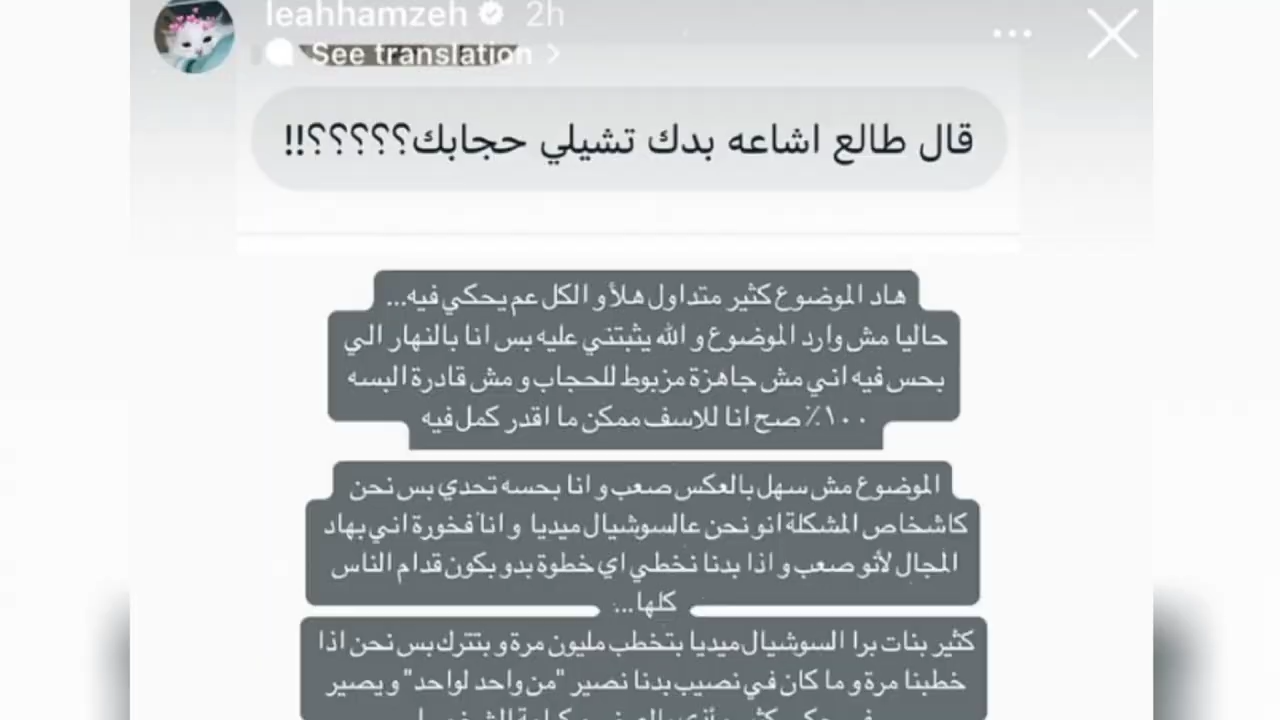 leahhamzeh 2h
See translation >
قال طالع اشاعه بدك تشيلي حجابك؟؟؟؟؟!!
هاد الموضوع كثير متداول هلأ و الكل عم يحكي فيه...
حاليا مش وارد الموضوع و الله يثبتني عليه بس انا بالنهار الي
بحس فيه اني مش جاهزة مزبوط للحجاب و مش قادرة البسه
١٠٠٪ صح انا للاسف ممكن ما اقدر كمل فيه
الموضوع مش سهل بالعكس صعب و انا بحسه تحدي بس نحن
كاشخاص المشكلة انو نحن عالسوشيال ميديا و انا فخورة اني بهاد
المجال لأنو صعب و اذا بدنا نخطي اي خطوة بدو بكون قدام الناس
كلها...
كثير بنات برا السوشيال ميديا بتخطب مليون مرة و بتترك بس نحن اذا
خطبنا مرة و ما كان في نصيب بدنا نصير "من واحد لواحد" و يصير